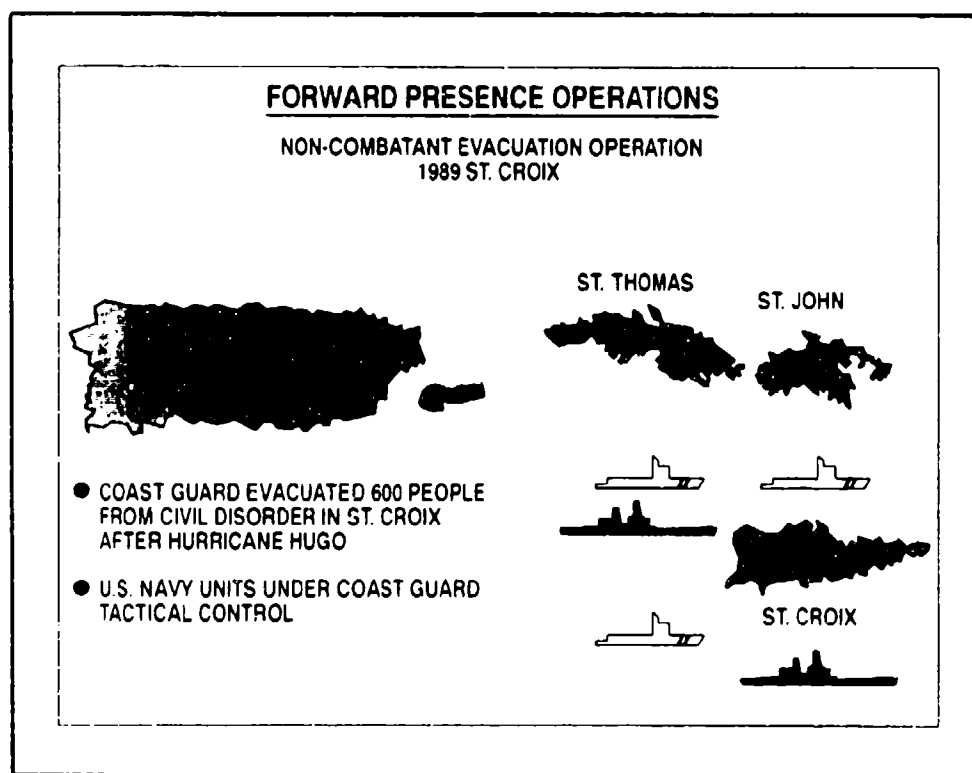 FORWARD PRESENCE OPERATIONS
NON-COMBATANT EVACUATION OPERATION
1989 ST. CROIX
ST. THOMAS
ST. JOHN
● COAST GUARD EVACUATED 600 PEOPLE
FROM CIVIL DISORDER IN ST. CROIX
AFTER HURRICANE HUGO
● U.S. NAVY UNITS UNDER COAST GUARD
TACTICAL CONTROL
ST. CROIX